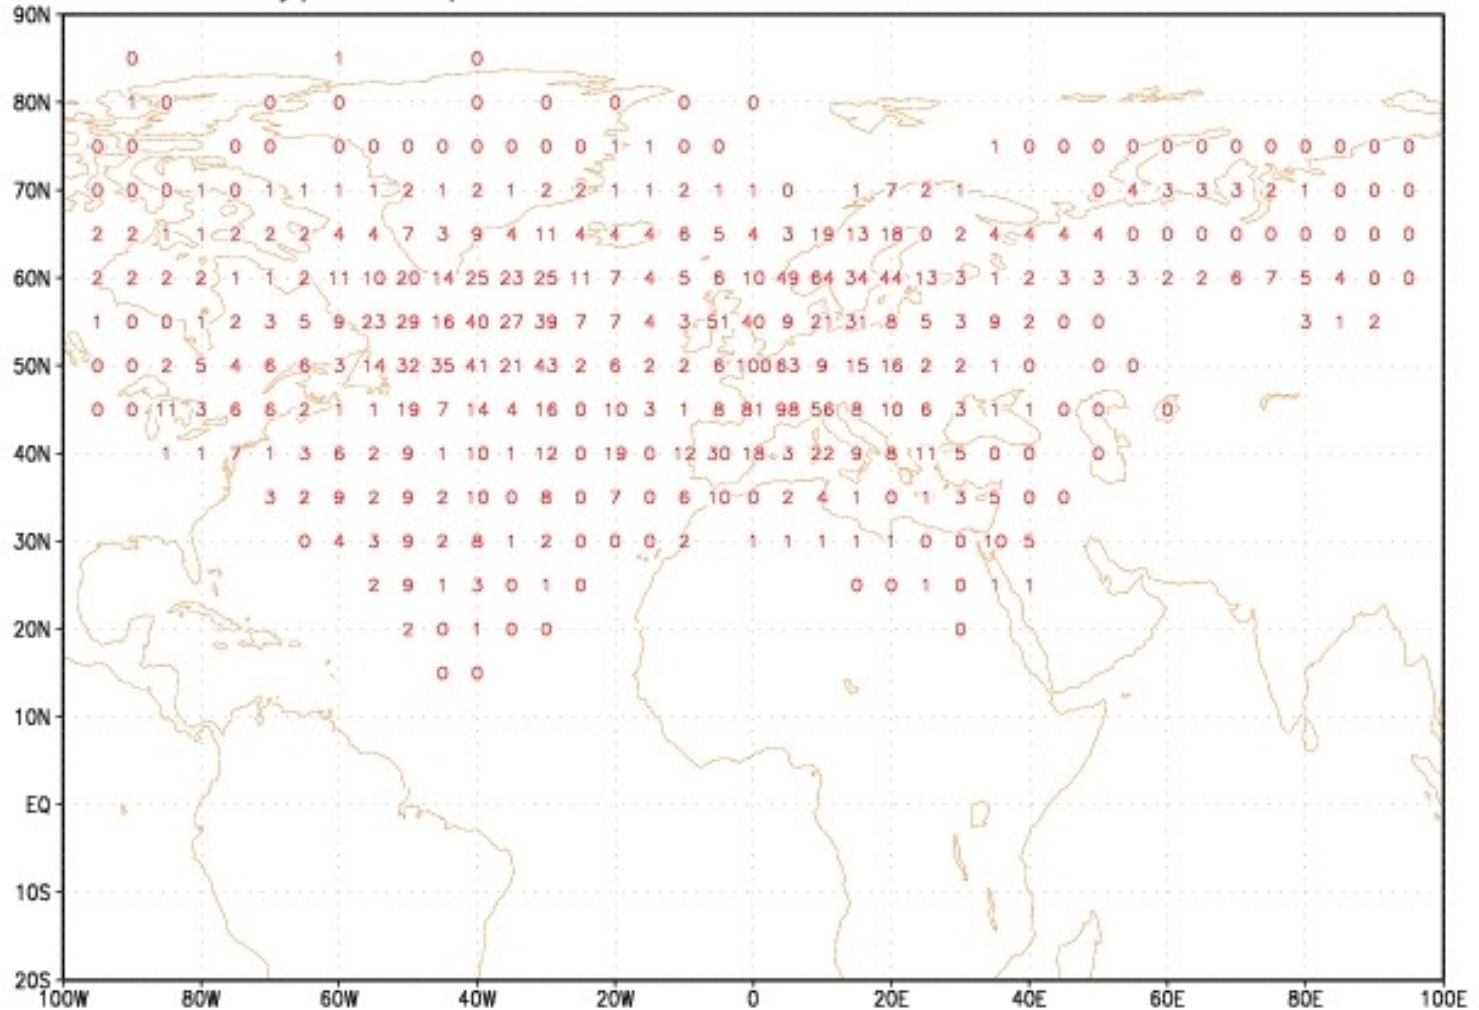 90N
0 1 0
80N 1 0 0 0 0 0 0 0 0
0 0 0 0 0 0 0 0 0 0 0 0 1 1 0 0 1 0 0 0 0 0 0 0 0 0 0 0 0
70N 0 0 0 1 0 1 1 1 1 2 1 2 1 2 2 1 1 2 1 1 0 1 7 2 1 0 4 3 3 3 2 1 0 0 0
2 2 1 1 2 2 2 4 4 7 3 9 4 11 4 4 4 6 5 4 3 19 13 18 0 2 4 4 4 4 0 0 0 0 0 0 0 0 0
60N 2 2 2 2 1 1 2 11 10 20 14 25 23 25 11 7 4 5 6 10 49 64 34 44 13 3 1 2 3 3 3 2 2 6 7 5 4 0 0
1 0 0 1 2 3 5 9 23 29 16 40 27 39 7 7 4 3 51 40 9 21 31 8 5 3 9 2 0 0 3 1 2
50N 0 0 2 5 4 6 6 3 14 32 35 41 21 43 2 6 2 2 6 100 63 9 15 16 2 2 1 0 0 0
0 0 11 3 6 6 2 1 1 19 7 14 4 16 0 10 3 1 8 81 98 56 8 10 6 3 1 1 0 0 0
40N 1 1 7 1 3 6 2 9 1 10 1 12 0 19 0 12 30 18 3 22 9 8 11 5 0 0 0
3 2 9 2 9 2 10 0 8 0 7 0 6 10 0 2 4 1 0 1 3 5 0 0
30N 0 4 3 9 2 8 1 2 0 0 0 2 1 1 1 1 1 0 0 10 5
2 9 1 3 0 1 0 0 0 1 0 1 1
20N 2 0 1 0 0 0
0 0
10N
EQ
10S
20S
100W 80W 60W 40W 20W 0 20E 40E 60E 80E 100E